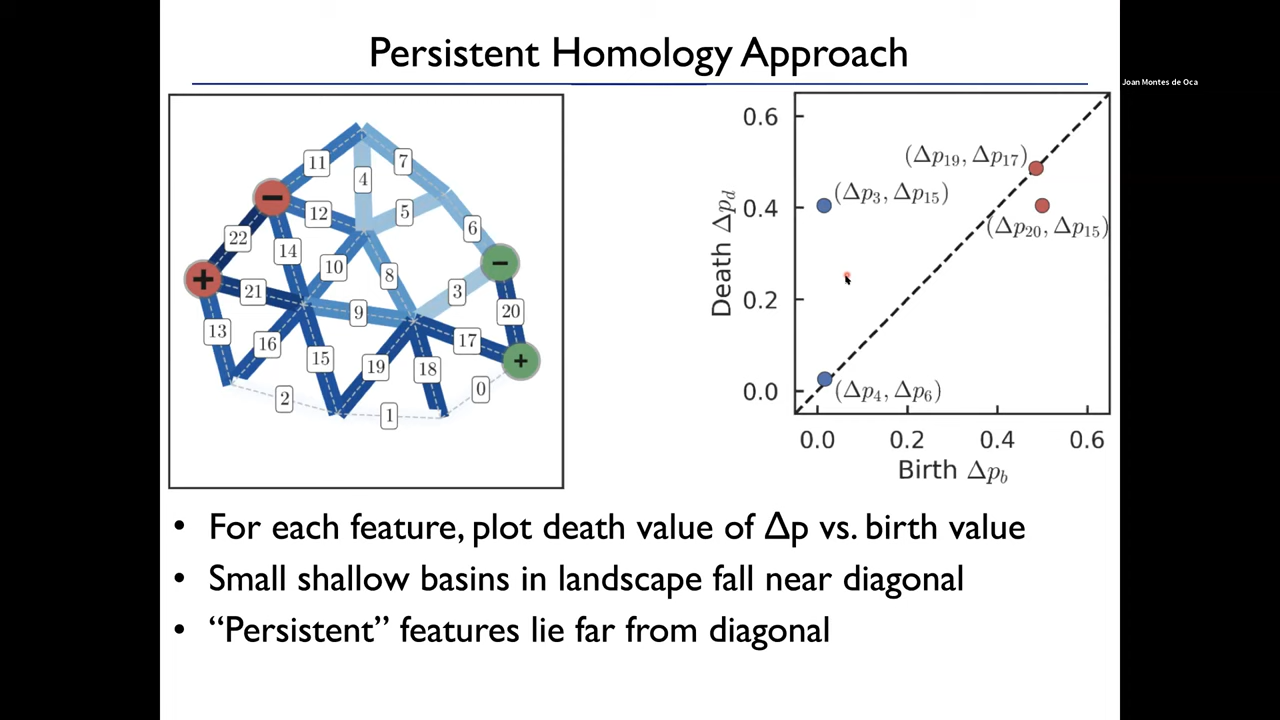 Persistent Homology Approach
Joan Montes de Oca
11
7
4
−
12
5
22
14
6
+
10
8
−
21
3
9
20
13
16
15
19
17
18
+
2
1
0
0.6
0.4
0.2
0.0
Death Δp_d
(Δp₁₉, Δp₁₇)
(Δp₃, Δp₁₅)
(Δp₂₀, Δp₁₅)
(Δp₄, Δp₆)
0.0 0.2 0.4 0.6
Birth Δp_b
• For each feature, plot death value of Δp vs. birth value
• Small shallow basins in landscape fall near diagonal
• “Persistent” features lie far from diagonal